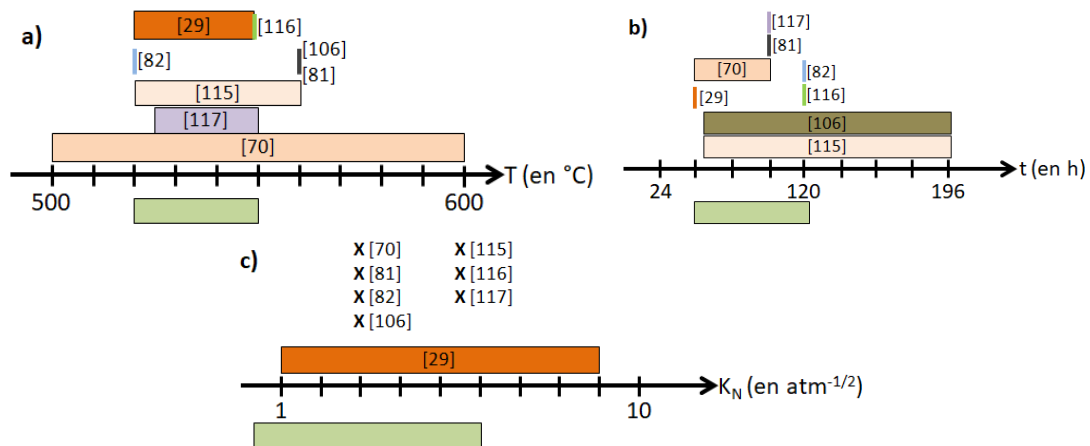 a)
[29]
[116]
[82]
[106]
[81]
[115]
[117]
[70]
500
600
T (en °C)
b)
[117]
[81]
[70]
[82]
[29]
[116]
[106]
[115]
24
120
196
t (en h)
c)
X [70]
X [115]
X [81]
X [116]
X [82]
X [117]
X [106]
[29]
1
10
K_N (en atm^-1/2)